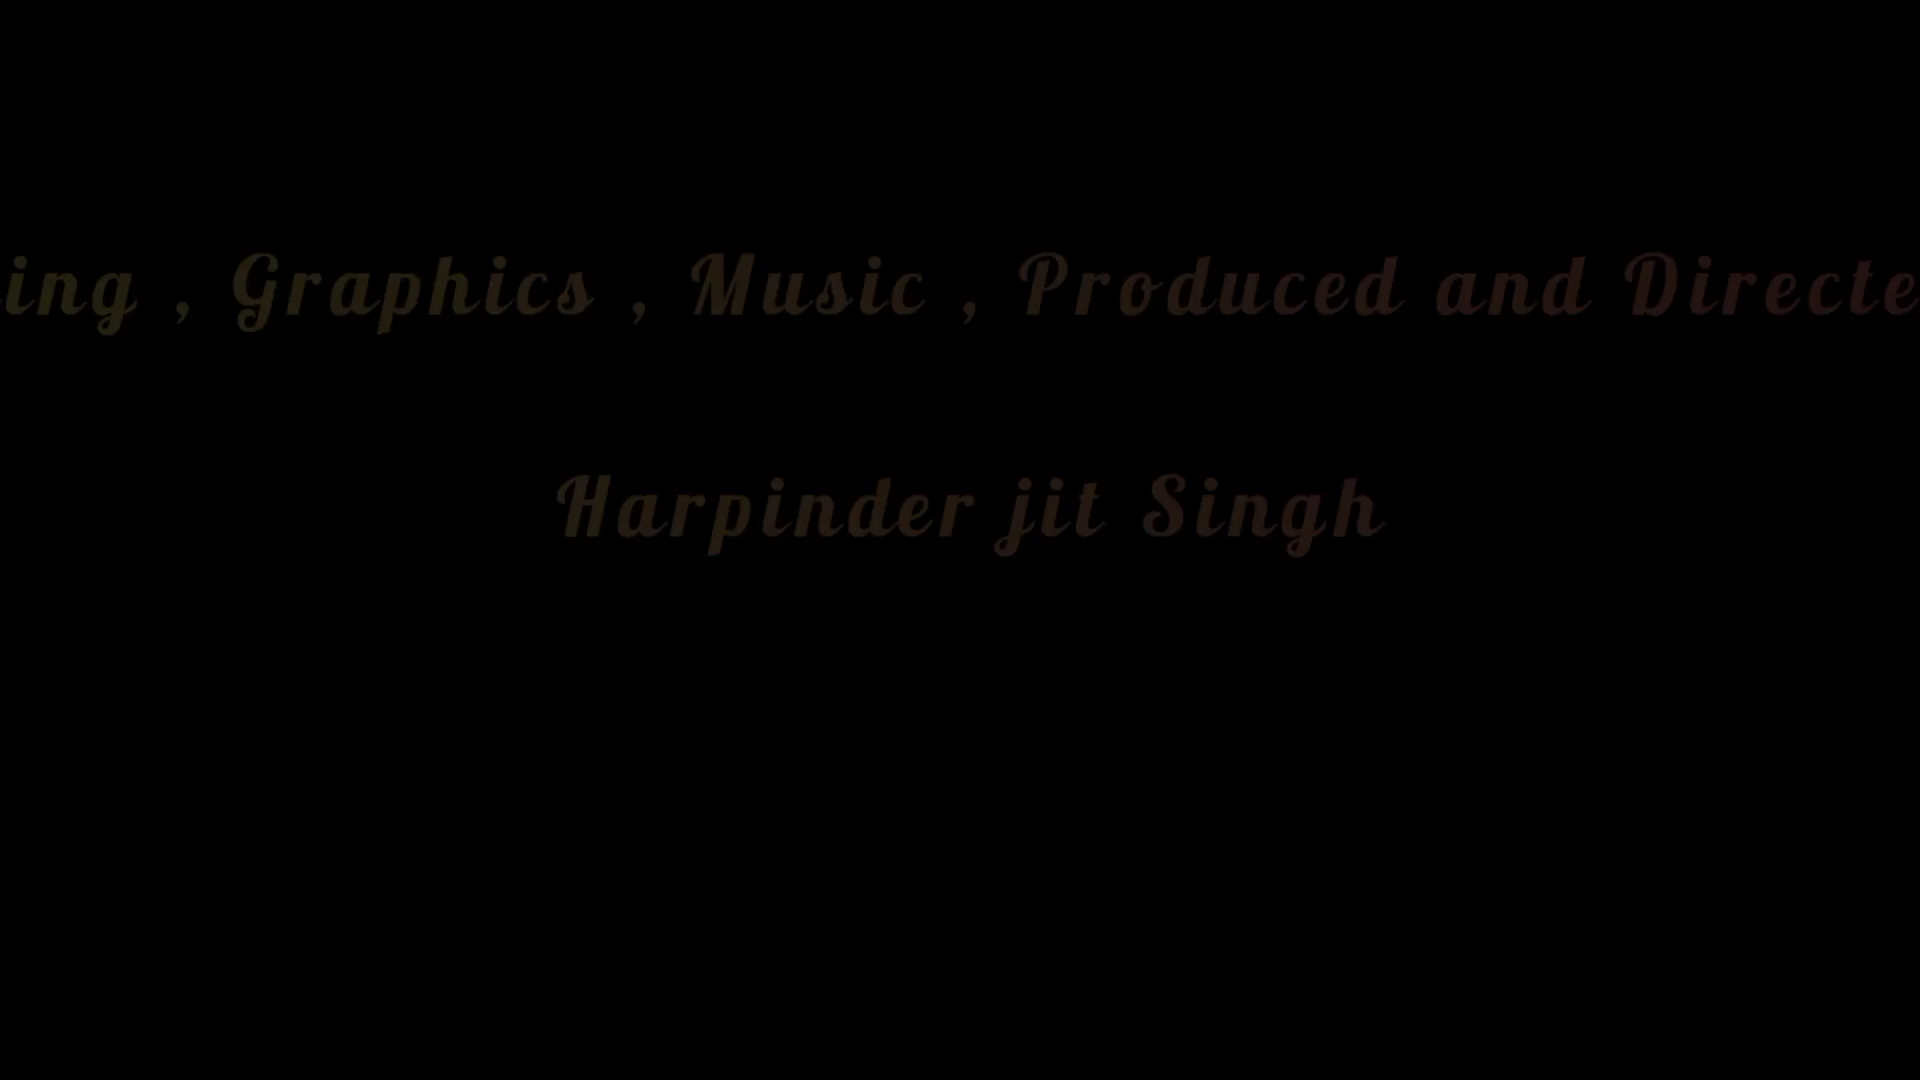 ing , Graphics , Music , Produced and Directe
Harpinder jit Singh